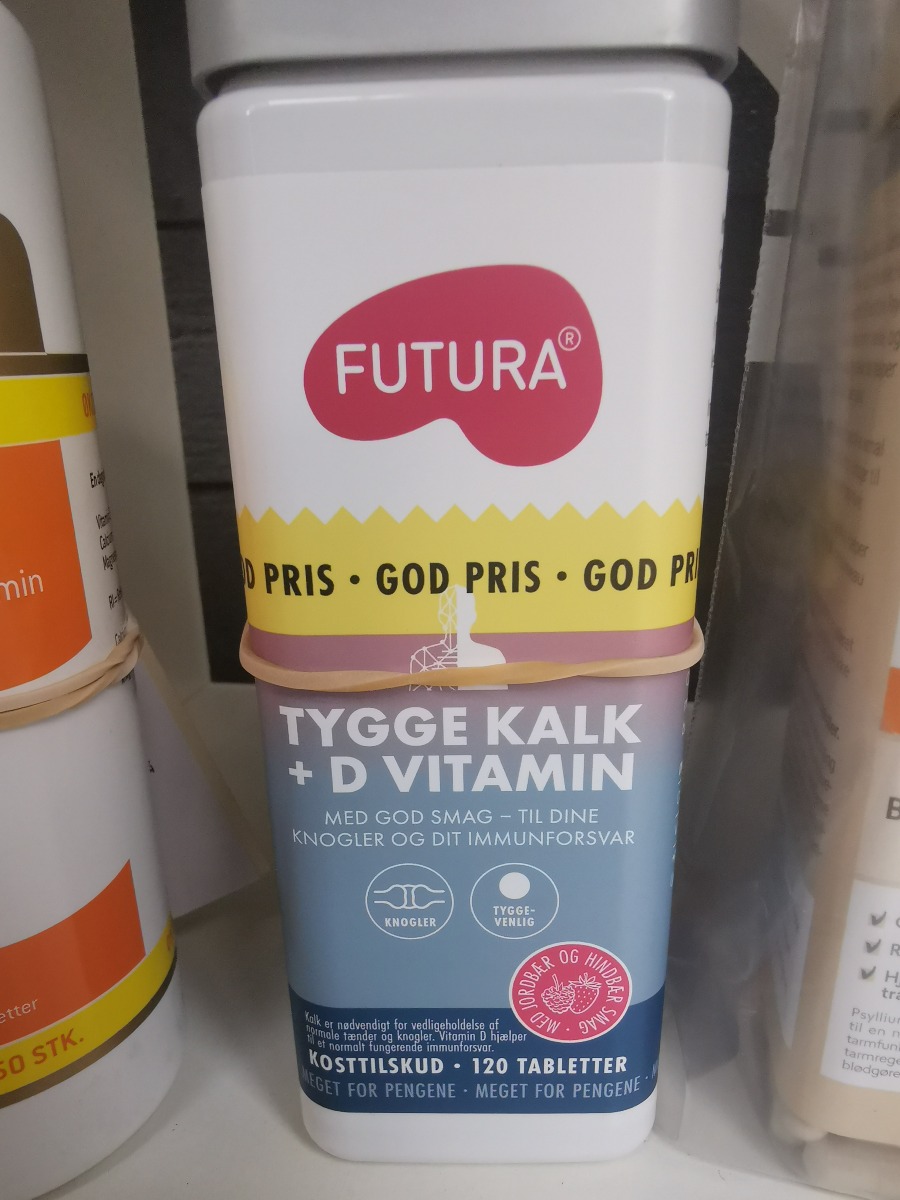 FUTURA®
PRIS • GOD PRIS • GOD
TYGGE KALK
+ D VITAMIN
MED GOD SMAG – TIL DINE
KNOGLER OG DIT IMMUNFORSVAR
KNOGLER
TYGGE-
VENLIG
MED JORDBÆR OG HINDBÆR SMAG •
Kalk er nødvendigt for vedligeholdelse af
normale tænder og knogler. Vitamin D hjælper
til et normalt fungerende immunforsvar.
KOSTTILSKUD • 120 TABLETTER
MEGET FOR PENGENE • MEGET FOR PENGENE •
50 STK.